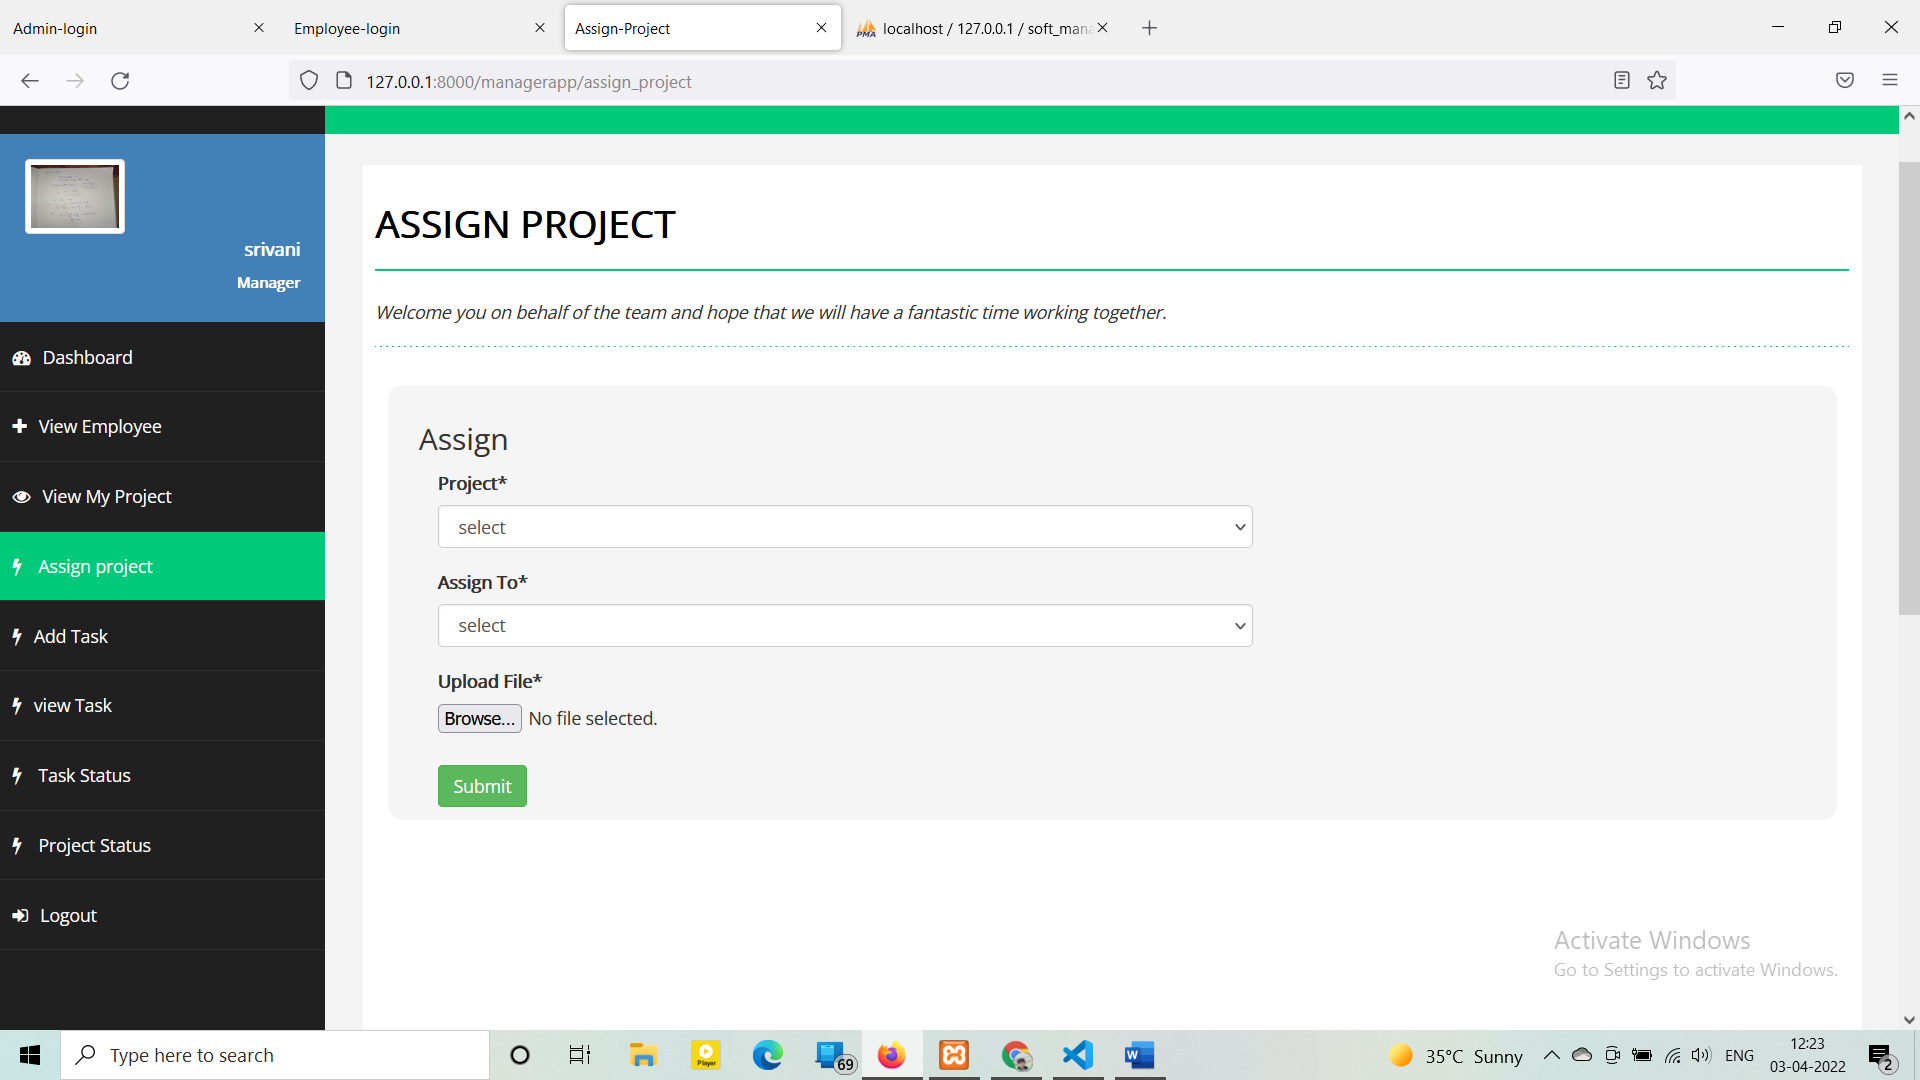 Admin-login
Employee-login
Assign-Project
localhost / 127.0.0.1 / soft_mana
127.0.0.1:8000/managerapp/assign_project
srivani
Manager
Dashboard
View Employee
View My Project
Assign project
Add Task
view Task
Task Status
Project Status
Logout
ASSIGN PROJECT
Welcome you on behalf of the team and hope that we will have a fantastic time working together.
Assign
Project*
select
Assign To*
select
Upload File*
Browse... No file selected.
Submit
Activate Windows
Go to Settings to activate Windows.
Type here to search
Player
69
35°C Sunny
ENG
12:23
03-04-2022
2